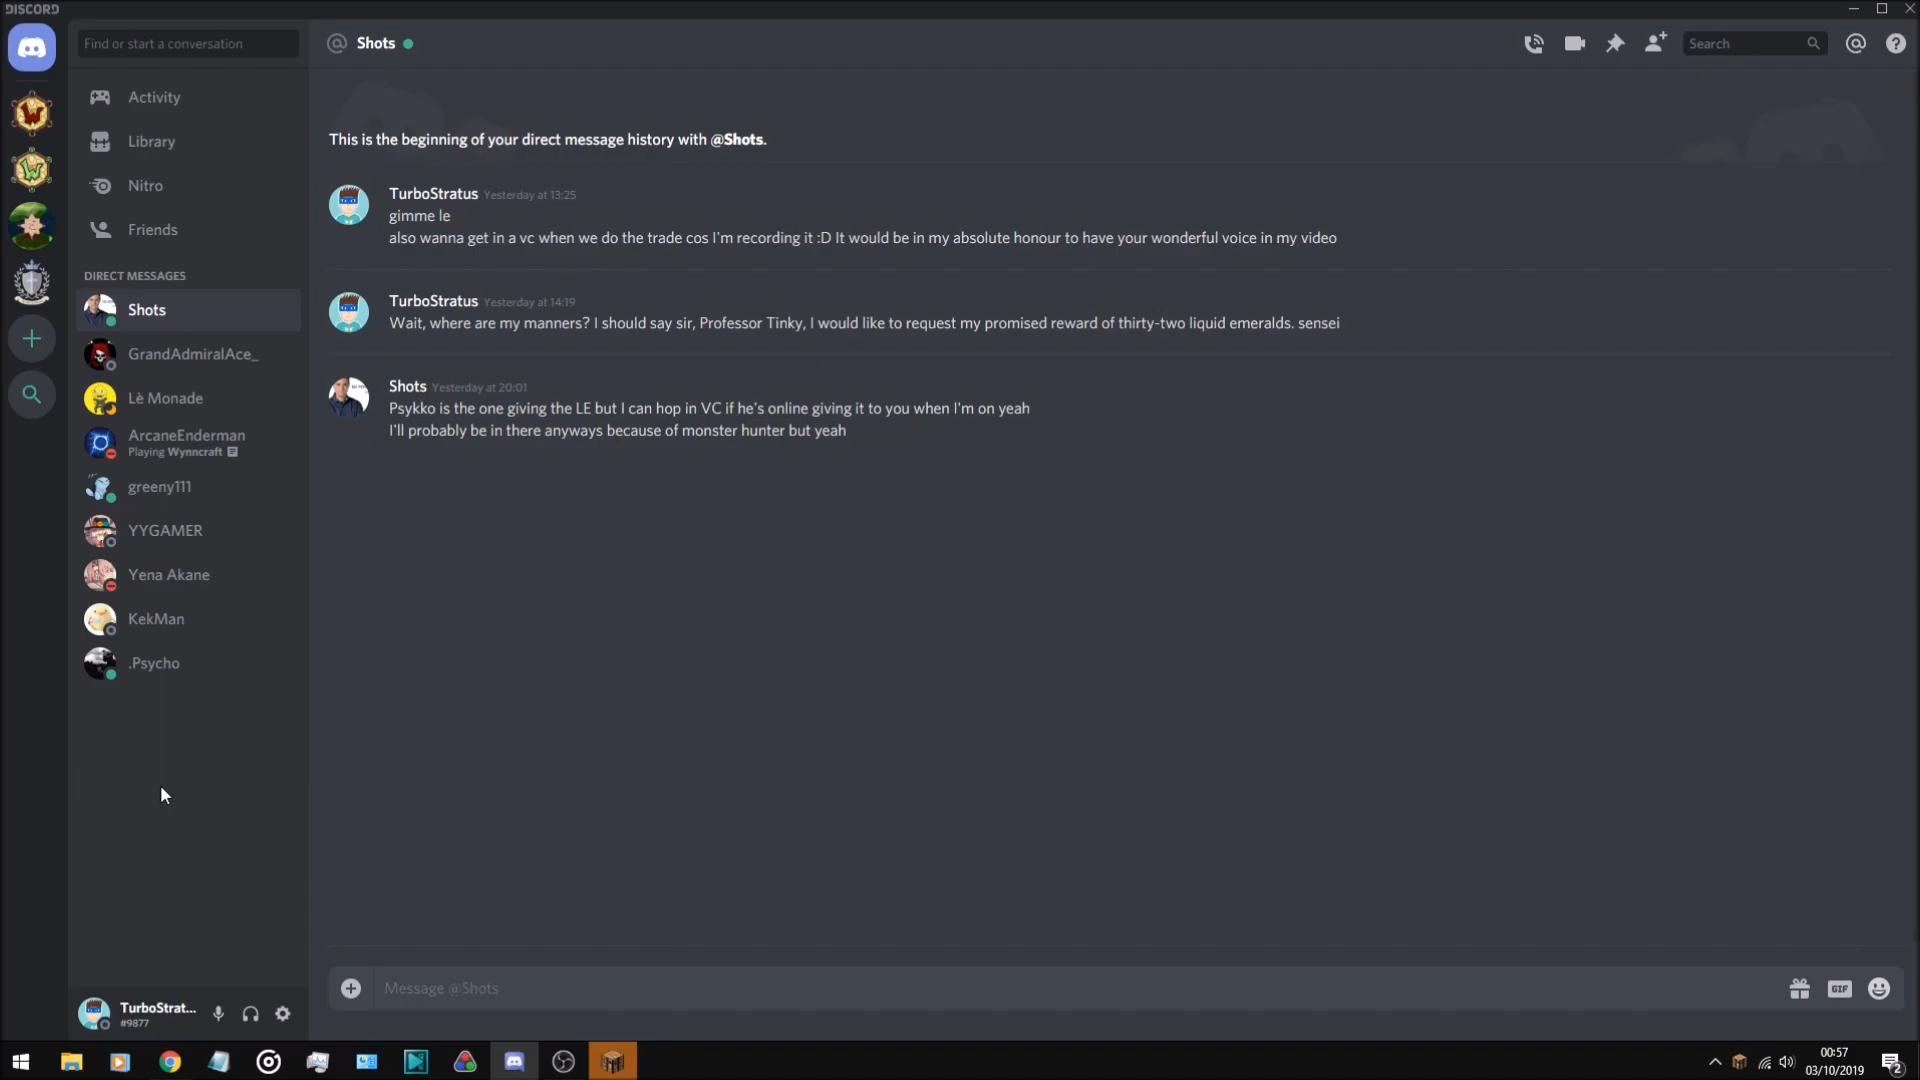 DISCORD
Find or start a conversation
Activity
Library
Nitro
Friends
DIRECT MESSAGES
Shots
GrandAdmiralAce_
Lè Monade
ArcaneEnderman
Playing Wynncraft
greeny111
YYGAMER
Yena Akane
KekMan
.Psycho
TurboStrat...
#9877
@ Shots
Search
This is the beginning of your direct message history with @Shots.
TurboStratus Yesterday at 13:25
gimme le
also wanna get in a vc when we do the trade cos I'm recording it :D It would be in my absolute honour to have your wonderful voice in my video
TurboStratus Yesterday at 14:19
Wait, where are my manners? I should say sir, Professor Tinky, I would like to request my promised reward of thirty-two liquid emeralds. sensei
Shots Yesterday at 20:01
Psykko is the one giving the LE but I can hop in VC if he's online giving it to you when I'm on yeah
I'll probably be in there anyways because of monster hunter but yeah
Message @Shots
GIF
00:57
03/10/2019
2